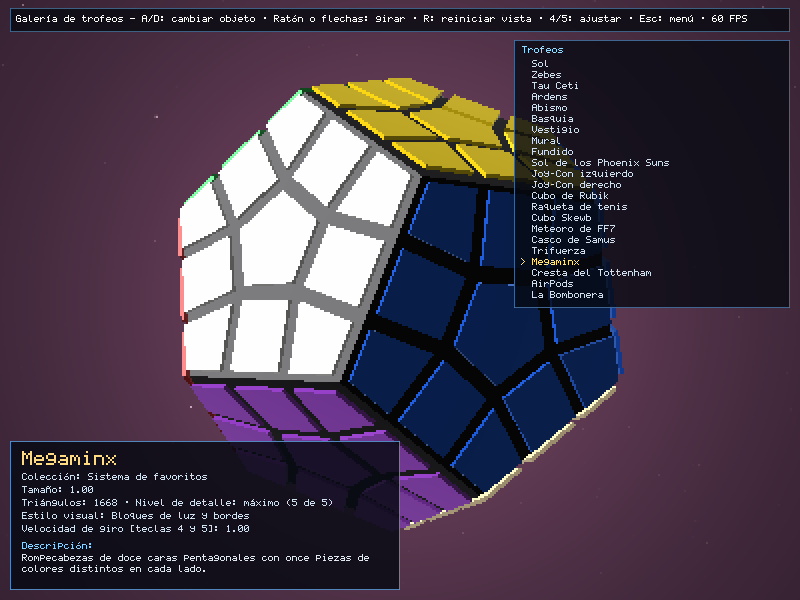 Galería de trofeos - A/D: cambiar objeto • Ratón o flechas: girar • R: reiniciar vista • 4/5: ajustar • Esc: menú • 60 FPS
Trofeos
Sol
Zebes
Tau Ceti
Ardens
Abismo
Basquia
Vestigio
Mural
Fundido
Sol de los Phoenix Suns
Joy-Con izquierdo
Joy-Con derecho
Cubo de Rubik
Raqueta de tenis
Cubo Skewb
Meteoro de FF7
Casco de Samus
Trifuerza
> Megaminx
Cresta del Tottenham
AirPods
La Bombonera
Megaminx
Colección: Sistema de favoritos
Tamaño: 1.00
Triángulos: 1668 • Nivel de detalle: máximo (5 de 5)
Estilo visual: Bloques de luz y bordes
Velocidad de giro [teclas 4 y 5]: 1.00
Descripción:
Rompecabezas de doce caras pentagonales con once piezas de
colores distintos en cada lado.